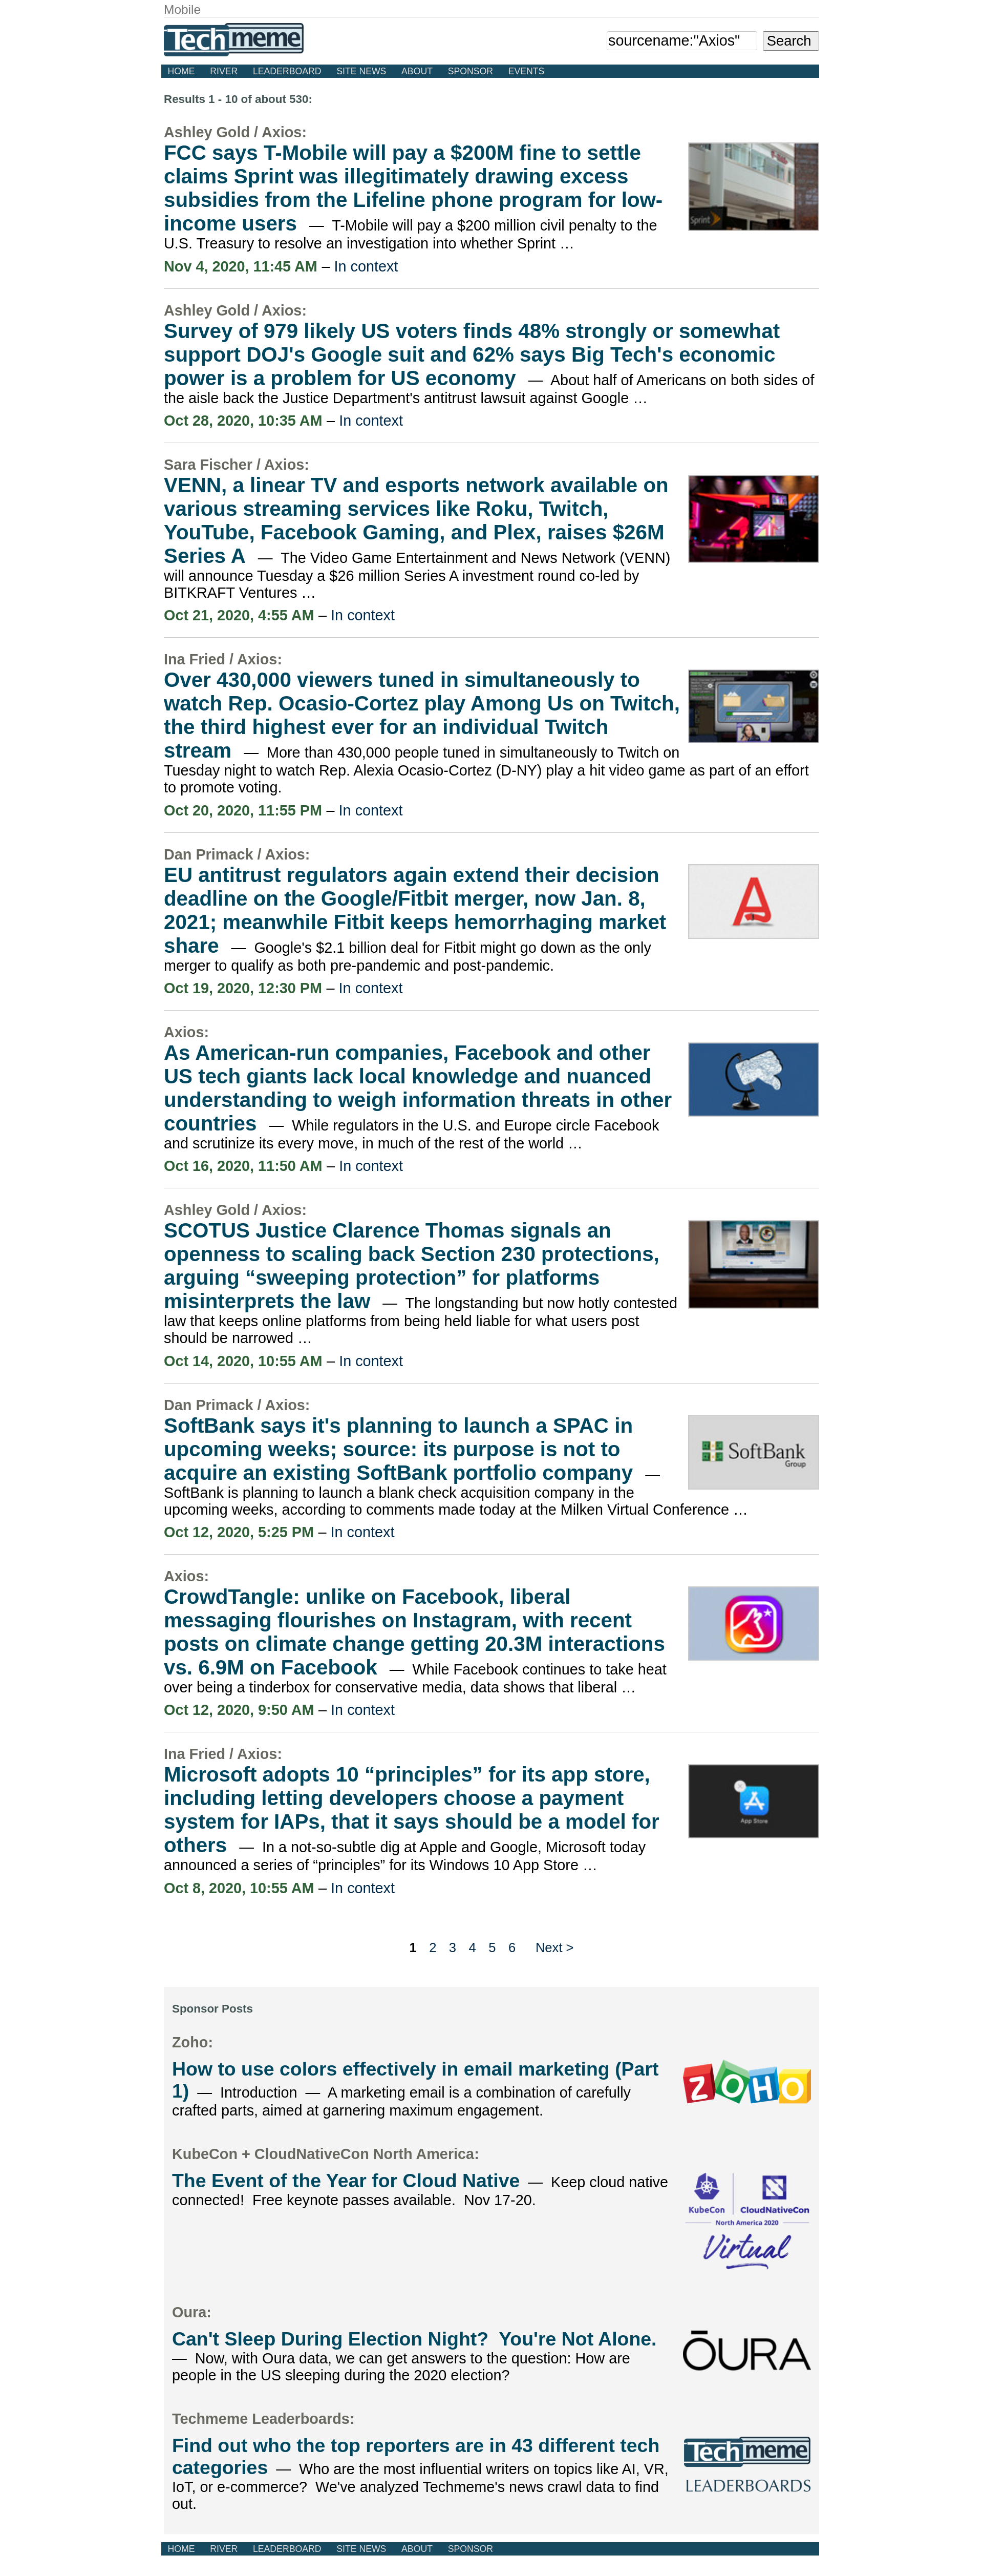 Mobile
Techmeme
sourcename:"Axios" Search
HOME RIVER LEADERBOARD SITE NEWS ABOUT SPONSOR EVENTS
Results 1 - 10 of about 530:
Ashley Gold / Axios:
FCC says T-Mobile will pay a $200M fine to settle
claims Sprint was illegitimately drawing excess
subsidies from the Lifeline phone program for low-
income users — T-Mobile will pay a $200 million civil penalty to the
U.S. Treasury to resolve an investigation into whether Sprint …
Sprint
Nov 4, 2020, 11:45 AM – In context
Ashley Gold / Axios:
Survey of 979 likely US voters finds 48% strongly or somewhat
support DOJ's Google suit and 62% says Big Tech's economic
power is a problem for US economy — About half of Americans on both sides of
the aisle back the Justice Department's antitrust lawsuit against Google …
Oct 28, 2020, 10:35 AM – In context
Sara Fischer / Axios:
VENN, a linear TV and esports network available on
various streaming services like Roku, Twitch,
YouTube, Facebook Gaming, and Plex, raises $26M
Series A — The Video Game Entertainment and News Network (VENN)
will announce Tuesday a $26 million Series A investment round co-led by
BITKRAFT Ventures …
Oct 21, 2020, 4:55 AM – In context
Ina Fried / Axios:
Over 430,000 viewers tuned in simultaneously to
watch Rep. Ocasio-Cortez play Among Us on Twitch,
the third highest ever for an individual Twitch
stream — More than 430,000 people tuned in simultaneously to Twitch on
Tuesday night to watch Rep. Alexia Ocasio-Cortez (D-NY) play a hit video game as part of an effort
to promote voting.
Oct 20, 2020, 11:55 PM – In context
Dan Primack / Axios:
EU antitrust regulators again extend their decision
deadline on the Google/Fitbit merger, now Jan. 8,
2021; meanwhile Fitbit keeps hemorrhaging market
share — Google's $2.1 billion deal for Fitbit might go down as the only
merger to qualify as both pre-pandemic and post-pandemic.
A
Oct 19, 2020, 12:30 PM – In context
Axios:
As American-run companies, Facebook and other
US tech giants lack local knowledge and nuanced
understanding to weigh information threats in other
countries — While regulators in the U.S. and Europe circle Facebook
and scrutinize its every move, in much of the rest of the world …
Oct 16, 2020, 11:50 AM – In context
Ashley Gold / Axios:
SCOTUS Justice Clarence Thomas signals an
openness to scaling back Section 230 protections,
arguing “sweeping protection” for platforms
misinterprets the law — The longstanding but now hotly contested
law that keeps online platforms from being held liable for what users post
should be narrowed …
Oct 14, 2020, 10:55 AM – In context
Dan Primack / Axios:
SoftBank says it's planning to launch a SPAC in
upcoming weeks; source: its purpose is not to
acquire an existing SoftBank portfolio company —
SoftBank is planning to launch a blank check acquisition company in the
upcoming weeks, according to comments made today at the Milken Virtual Conference …
SoftBank
Group
Oct 12, 2020, 5:25 PM – In context
Axios:
CrowdTangle: unlike on Facebook, liberal
messaging flourishes on Instagram, with recent
posts on climate change getting 20.3M interactions
vs. 6.9M on Facebook — While Facebook continues to take heat
over being a tinderbox for conservative media, data shows that liberal …
Oct 12, 2020, 9:50 AM – In context
Ina Fried / Axios:
Microsoft adopts 10 “principles” for its app store,
including letting developers choose a payment
system for IAPs, that it says should be a model for
others — In a not-so-subtle dig at Apple and Google, Microsoft today
announced a series of “principles” for its Windows 10 App Store …
App Store
Oct 8, 2020, 10:55 AM – In context
1 2 3 4 5 6 Next >
Sponsor Posts
Zoho:
How to use colors effectively in email marketing (Part
1) — Introduction — A marketing email is a combination of carefully
crafted parts, aimed at garnering maximum engagement.
ZOHO
KubeCon + CloudNativeCon North America:
The Event of the Year for Cloud Native — Keep cloud native
connected! Free keynote passes available. Nov 17-20.
KubeCon CloudNativeCon
North America 2020
Virtual
Oura:
Can't Sleep During Election Night? You're Not Alone.
— Now, with Oura data, we can get answers to the question: How are
people in the US sleeping during the 2020 election?
ŌURA
Techmeme Leaderboards:
Find out who the top reporters are in 43 different tech
categories — Who are the most influential writers on topics like AI, VR,
IoT, or e-commerce? We've analyzed Techmeme's news crawl data to find
out.
Techmeme
LEADERBOARDS
HOME RIVER LEADERBOARD SITE NEWS ABOUT SPONSOR